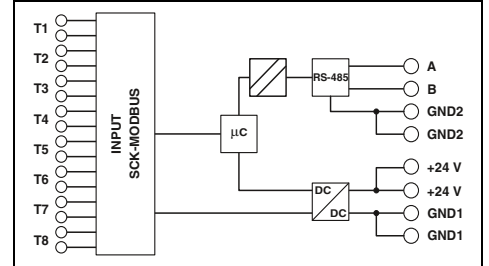 T1
T2
T3
T4
T5
T6
T7
T8
INPUT
SCK-MODBUS
µC
RS-485
DC
DC
A
B
GND2
GND2
+24 V
+24 V
GND1
GND1